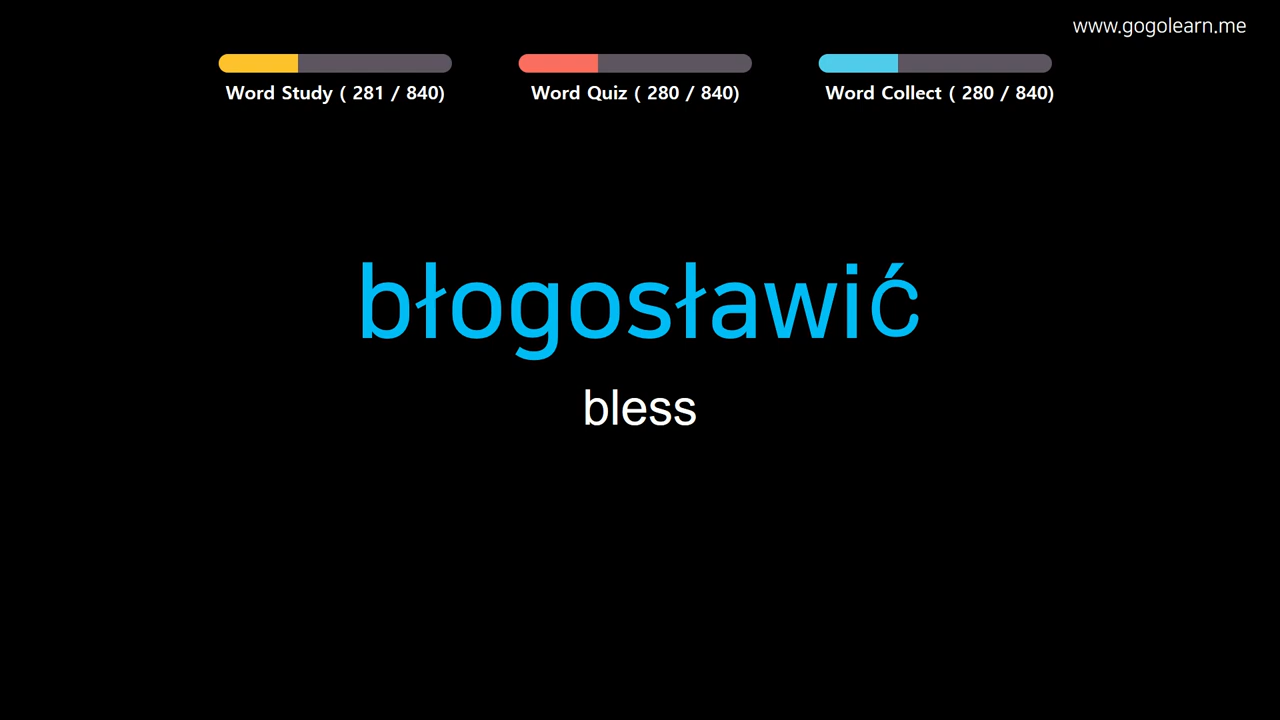 www.gogolearn.me
Word Study ( 281 / 840)
Word Quiz ( 280 / 840)
Word Collect ( 280 / 840)
błogosławić
bless